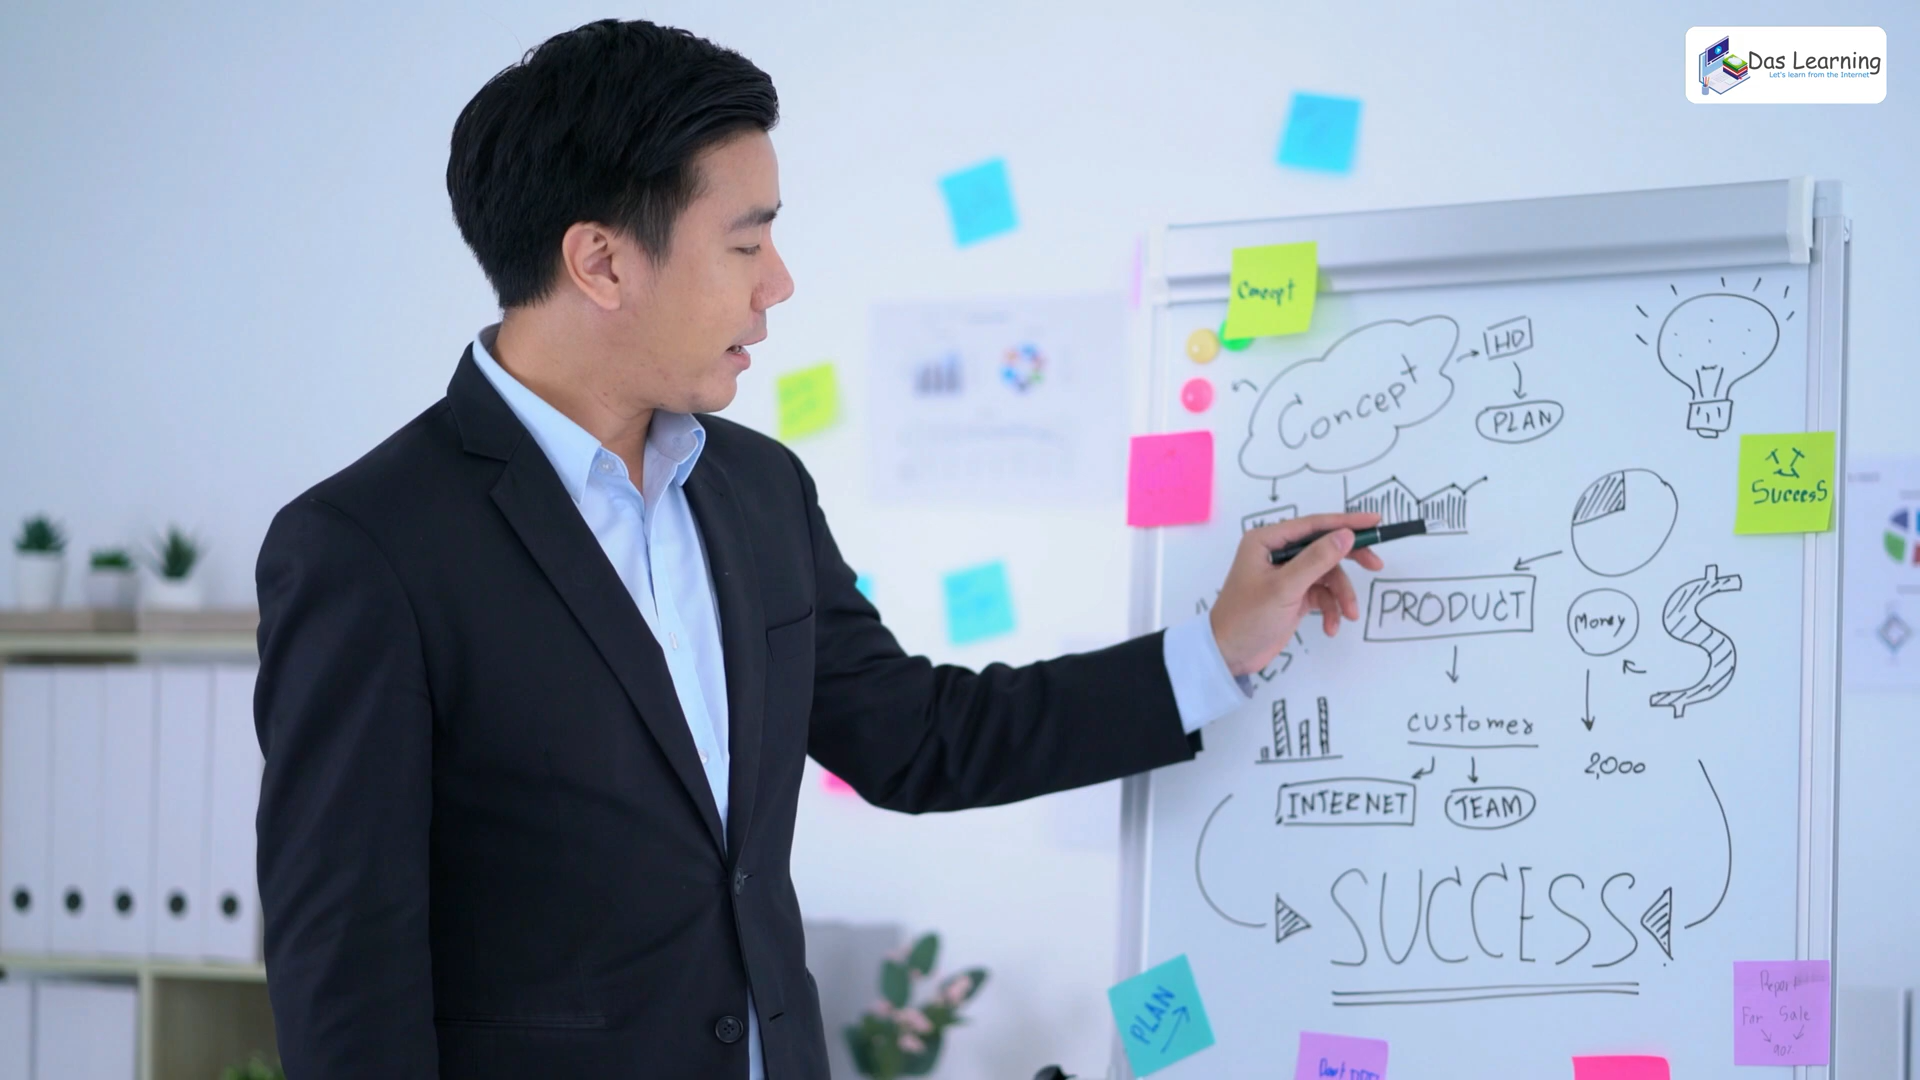 Das Learning
Let's learn from the Internet
Concept
Concept
HD
PLAN
Success
PRODUCT
Money
customer
2,000
INTERNET
TEAM
SUCCESS
PLAN
For Sale
90%